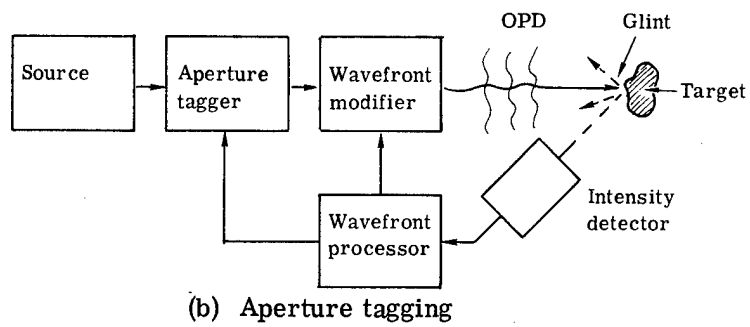 OPD
Glint
Source
Aperture
tagger
Wavefront
modifier
Target
Intensity
detector
Wavefront
processor
(b) Aperture tagging